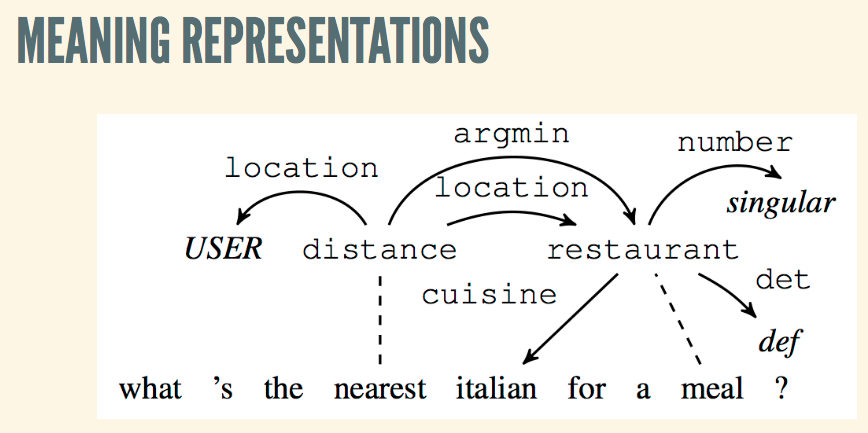 MEANING REPRESENTATIONS
argmin
number
location
location
singular
USER distance restaurant
det
cuisine
def
what 's the nearest italian for a meal ?